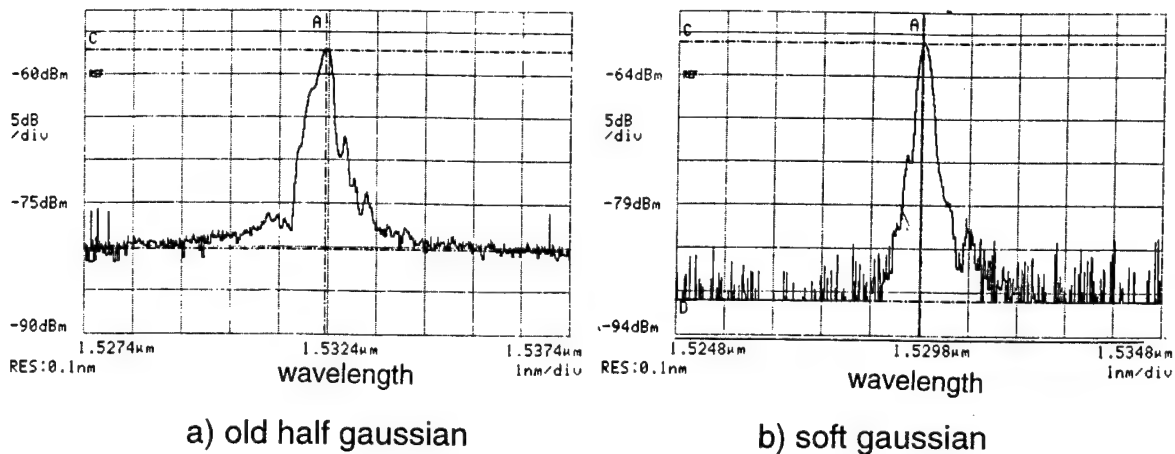 A
C
-60dBm
REF
5dB
/div
-75dBm
-90dBm
1.5274µm
1.5324µm
1.5374µm
RES:0.1nm
wavelength
1nm/div
a) old half gaussian
A
C
-64dBm
REF
5dB
/div
-79dBm
D
-94dBm
1.5248µm
1.5298µm
1.5348µm
RES:0.1nm
wavelength
1nm/div
b) soft gaussian